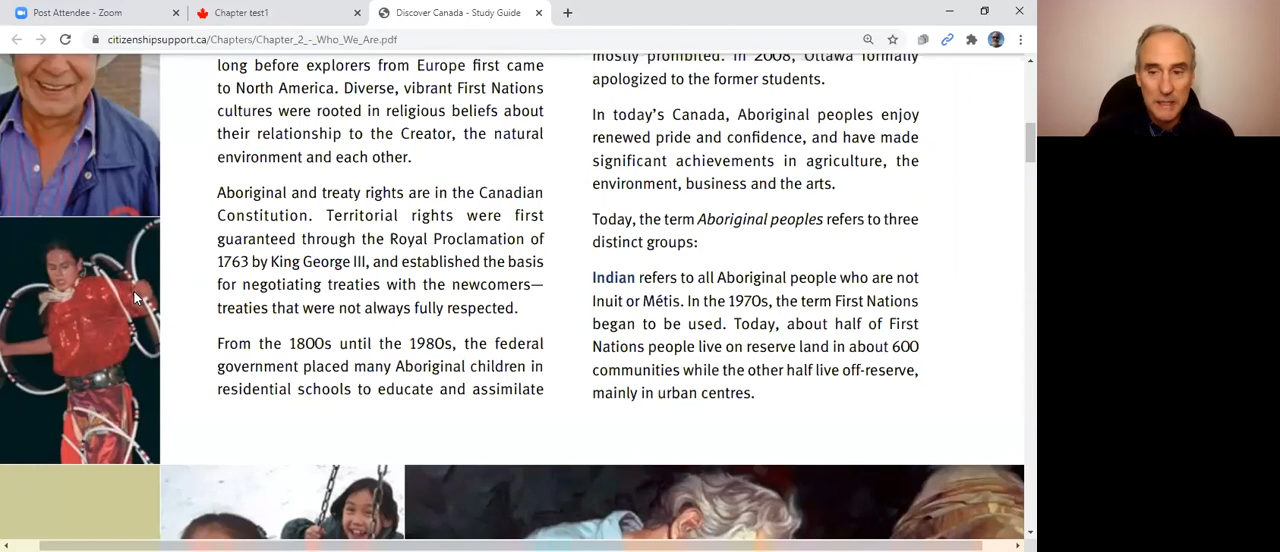 Post Attendee - Zoom
Chapter test1
Discover Canada - Study Guide
citizenshipsupport.ca/Chapters/Chapter_2_-_Who_We_Are.pdf
long before explorers from Europe first came
to North America. Diverse, vibrant First Nations
cultures were rooted in religious beliefs about
their relationship to the Creator, the natural
environment and each other.
Aboriginal and treaty rights are in the Canadian
Constitution. Territorial rights were first
guaranteed through the Royal Proclamation of
1763 by King George III, and established the basis
for negotiating treaties with the newcomers—
treaties that were not always fully respected.
From the 1800s until the 1980s, the federal
government placed many Aboriginal children in
residential schools to educate and assimilate
mostly prohibited. In 2008, Ottawa formally
apologized to the former students.
In today's Canada, Aboriginal peoples enjoy
renewed pride and confidence, and have made
significant achievements in agriculture, the
environment, business and the arts.
Today, the term Aboriginal peoples refers to three
distinct groups:
Indian refers to all Aboriginal people who are not
Inuit or Métis. In the 1970s, the term First Nations
began to be used. Today, about half of First
Nations people live on reserve land in about 600
communities while the other half live off-reserve,
mainly in urban centres.